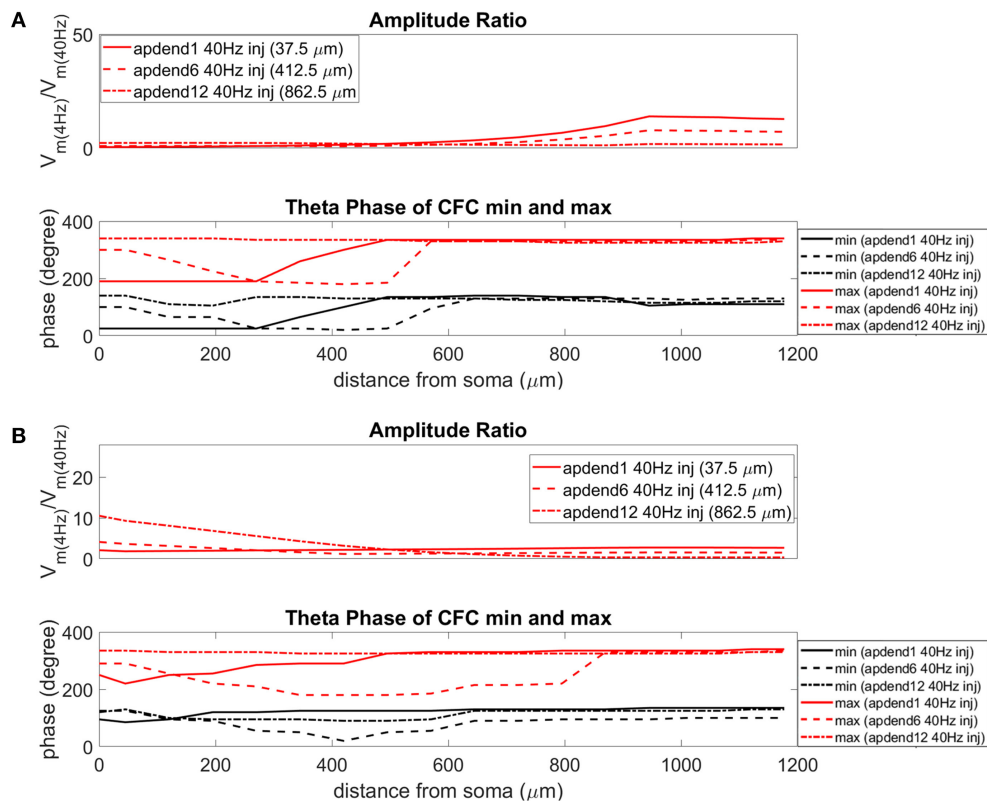 A
Amplitude Ratio
V_m(4Hz)/V_m(40Hz)
50
0
apdend1 40Hz inj (37.5 μm)
apdend6 40Hz inj (412.5 μm)
apdend12 40Hz inj (862.5 μm
Theta Phase of CFC min and max
phase (degree)
400
200
0
0 200 400 600 800 1000 1200
distance from soma (μm)
min (apdend1 40Hz inj)
min (apdend6 40Hz inj)
min (apdend12 40Hz inj)
max (apdend1 40Hz inj)
max (apdend6 40Hz inj)
max (apdend12 40Hz inj)
B
Amplitude Ratio
V_m(4Hz)/V_m(40Hz)
20
10
0
apdend1 40Hz inj (37.5 μm)
apdend6 40Hz inj (412.5 μm)
apdend12 40Hz inj (862.5 μm)
Theta Phase of CFC min and max
phase (degree)
400
200
0
0 200 400 600 800 1000 1200
distance from soma (μm)
min (apdend1 40Hz inj)
min (apdend6 40Hz inj)
min (apdend12 40Hz inj)
max (apdend1 40Hz inj)
max (apdend6 40Hz inj)
max (apdend12 40Hz inj)